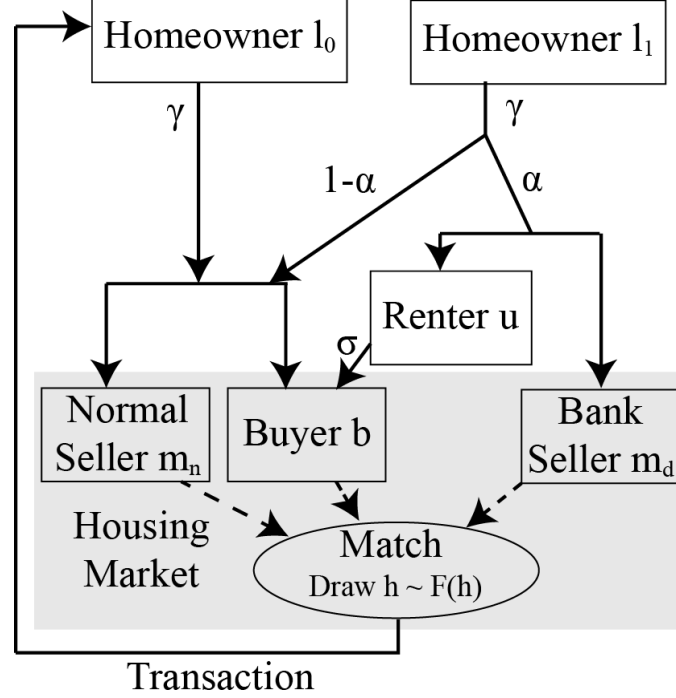 Homeowner l₀
Homeowner l₁
γ
γ
1-α
α
Renter u
σ
Normal
Seller mₙ
Buyer b
Bank
Seller m_d
Housing
Market
Match
Draw h ~ F(h)
Transaction